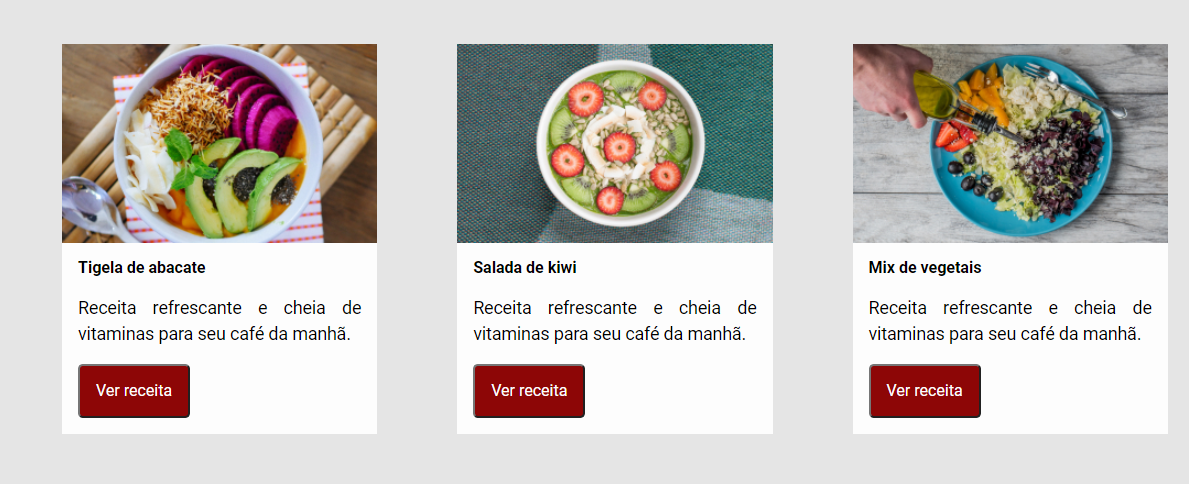 Tigela de abacate
Receita refrescante e cheia de
vitaminas para seu café da manhã.
Ver receita
Salada de kiwi
Receita refrescante e cheia de
vitaminas para seu café da manhã.
Ver receita
Mix de vegetais
Receita refrescante e cheia de
vitaminas para seu café da manhã.
Ver receita